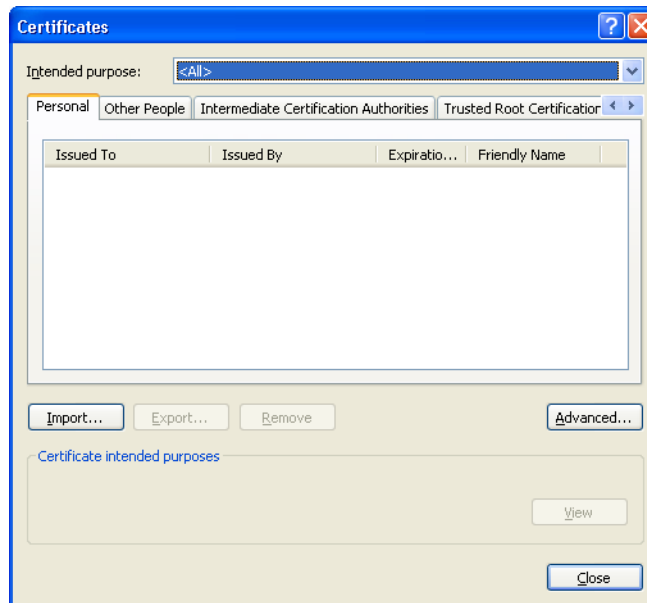 Certificates
Intended purpose: <All>
Personal Other People Intermediate Certification Authorities Trusted Root Certification
Issued To Issued By Expiratio... Friendly Name
Import... Export... Remove Advanced...
Certificate intended purposes
View
Close